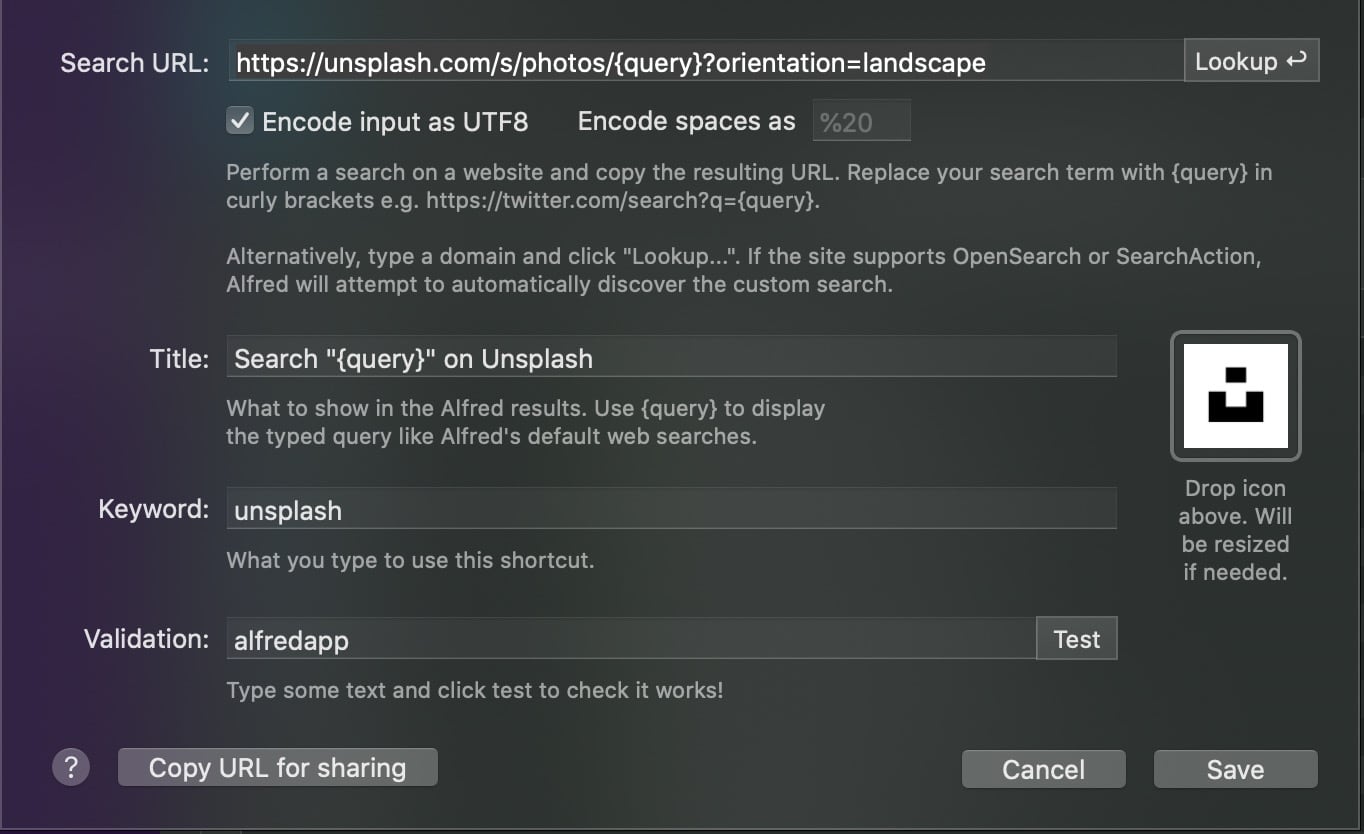 Search URL: https://unsplash.com/s/photos/{query}?orientation=landscape Lookup ↩
✓ Encode input as UTF8 Encode spaces as %20
Perform a search on a website and copy the resulting URL. Replace your search term with {query} in
curly brackets e.g. https://twitter.com/search?q={query}.
Alternatively, type a domain and click "Lookup...". If the site supports OpenSearch or SearchAction,
Alfred will attempt to automatically discover the custom search.
Title: Search "{query}" on Unsplash
What to show in the Alfred results. Use {query} to display
the typed query like Alfred's default web searches.
Keyword: unsplash
What you type to use this shortcut.
Drop icon
above. Will
be resized
if needed.
Validation: alfredapp Test
Type some text and click test to check it works!
? Copy URL for sharing Cancel Save